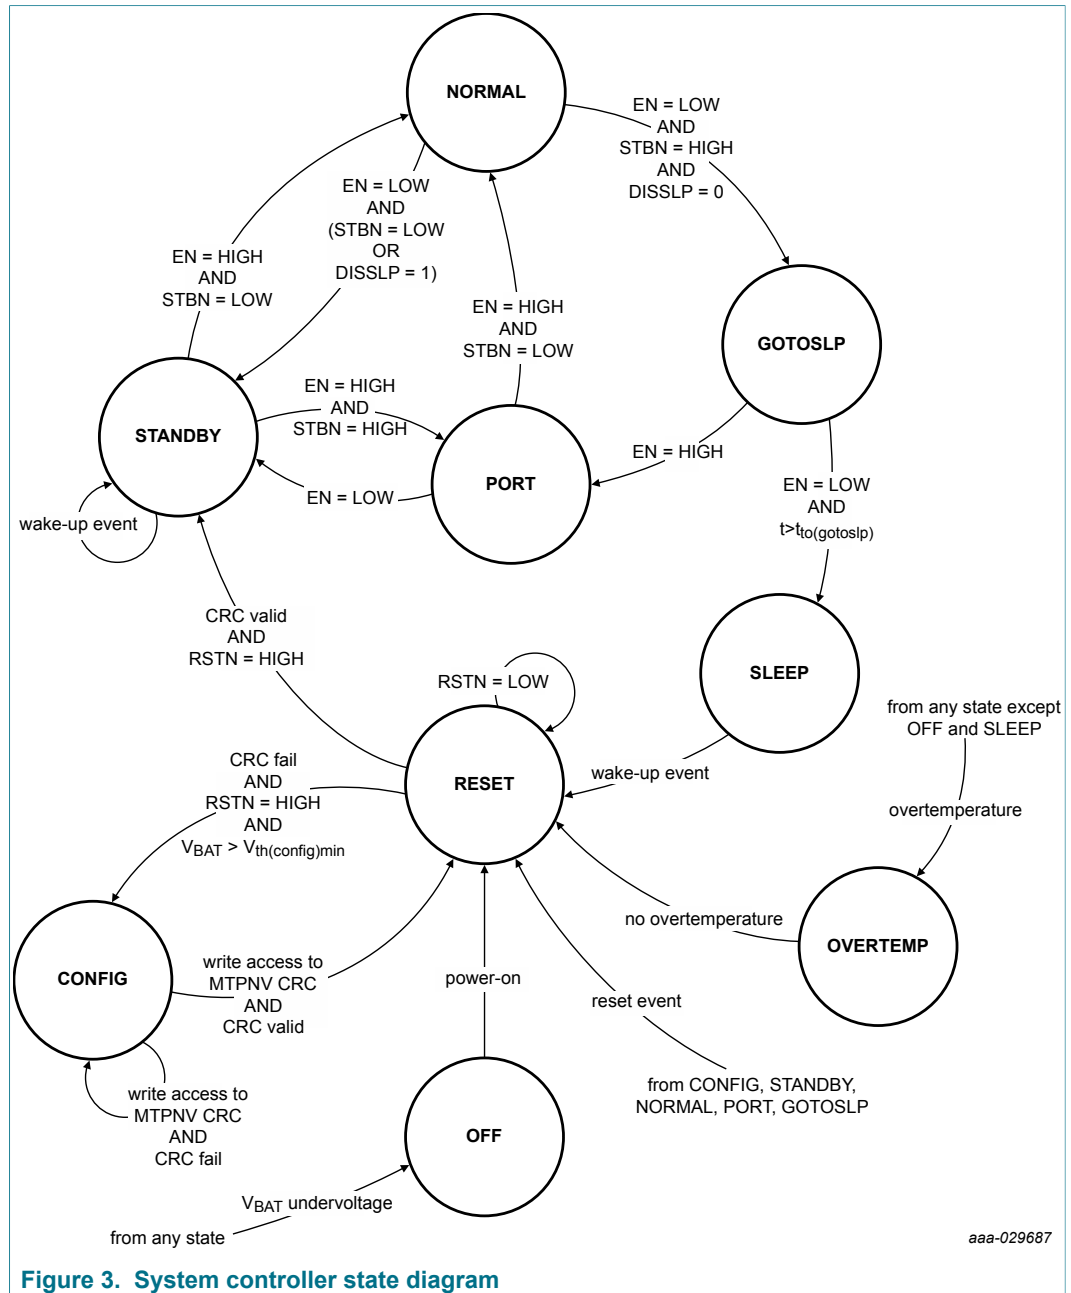 NORMAL
EN = LOW
AND
STBN = HIGH
AND
DISSLP = 0
EN = LOW
AND
(STBN = LOW
OR
DISSLP = 1)
EN = HIGH
AND
STBN = LOW
EN = HIGH
AND
STBN = LOW
GOTOSLP
STANDBY
EN = HIGH
AND
STBN = HIGH
EN = HIGH
PORT
EN = LOW
EN = LOW
AND
t>tto(gotoslp)
wake-up event
CRC valid
AND
RSTN = HIGH
SLEEP
RSTN = LOW
from any state except
OFF and SLEEP
overtemperature
wake-up event
RESET
CRC fail
AND
RSTN = HIGH
AND
VBAT > Vth(config)min
no overtemperature
OVERTEMP
CONFIG
write access to
MTPNV CRC
AND
CRC valid
power-on
reset event
from CONFIG, STANDBY,
NORMAL, PORT, GOTOSLP
write access to
MTPNV CRC
AND
CRC fail
OFF
VBAT undervoltage
from any state
aaa-029687
Figure 3. System controller state diagram